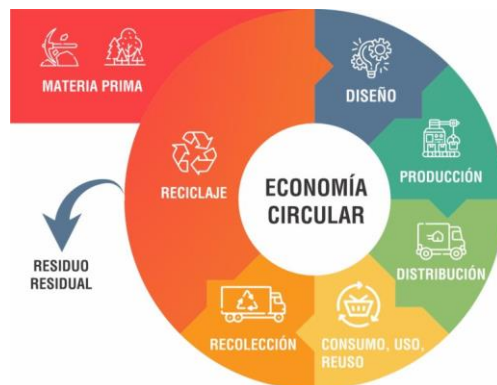 MATERIA PRIMA
DISEÑO
PRODUCCIÓN
DISTRIBUCIÓN
CONSUMO, USO,
REUSO
RECOLECCIÓN
RECICLAJE
ECONOMÍA
CIRCULAR
RESIDUO
RESIDUAL